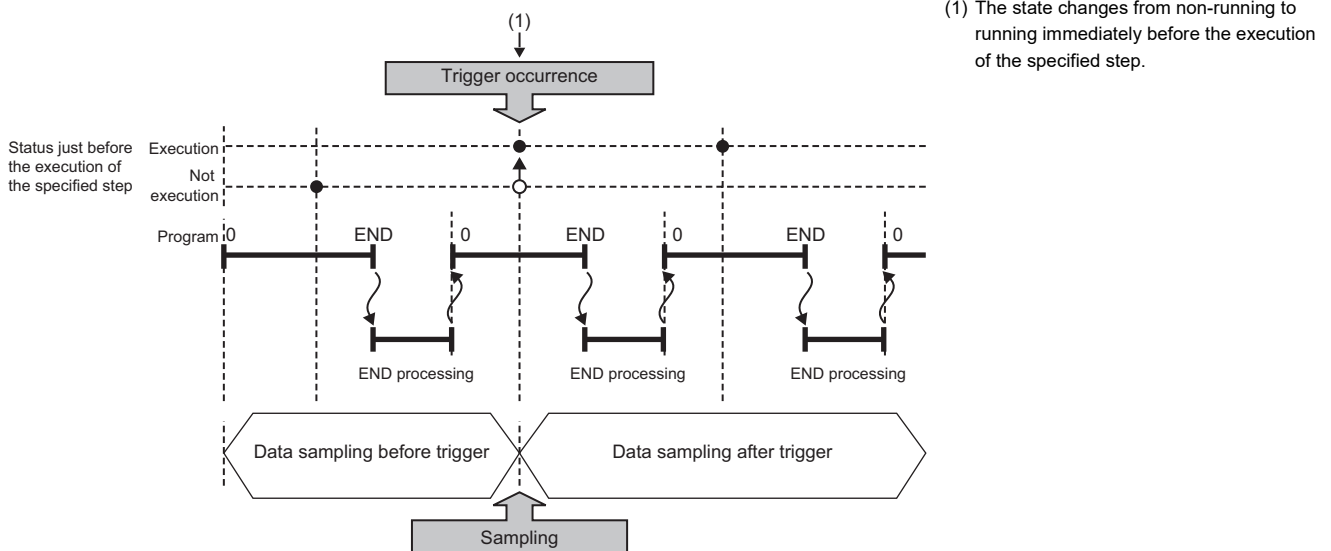 (1)
(1) The state changes from non-running to
running immediately before the execution
of the specified step.
Trigger occurrence
Status just before
the execution of
the specified step
Execution
Not
execution
Program
0
END
0
END
0
END
0
END processing
END processing
END processing
Data sampling before trigger
Data sampling after trigger
Sampling